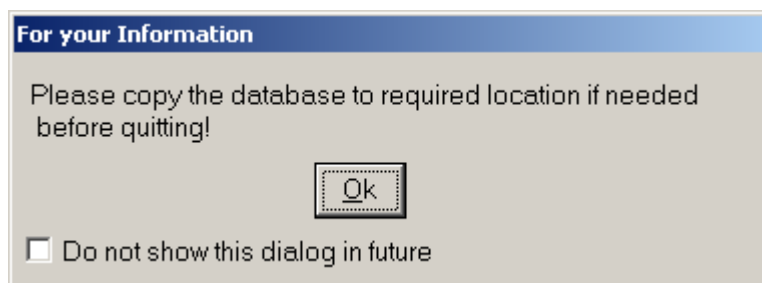 For your Information
Please copy the database to required location if needed
before quitting!
Ok
Do not show this dialog in future